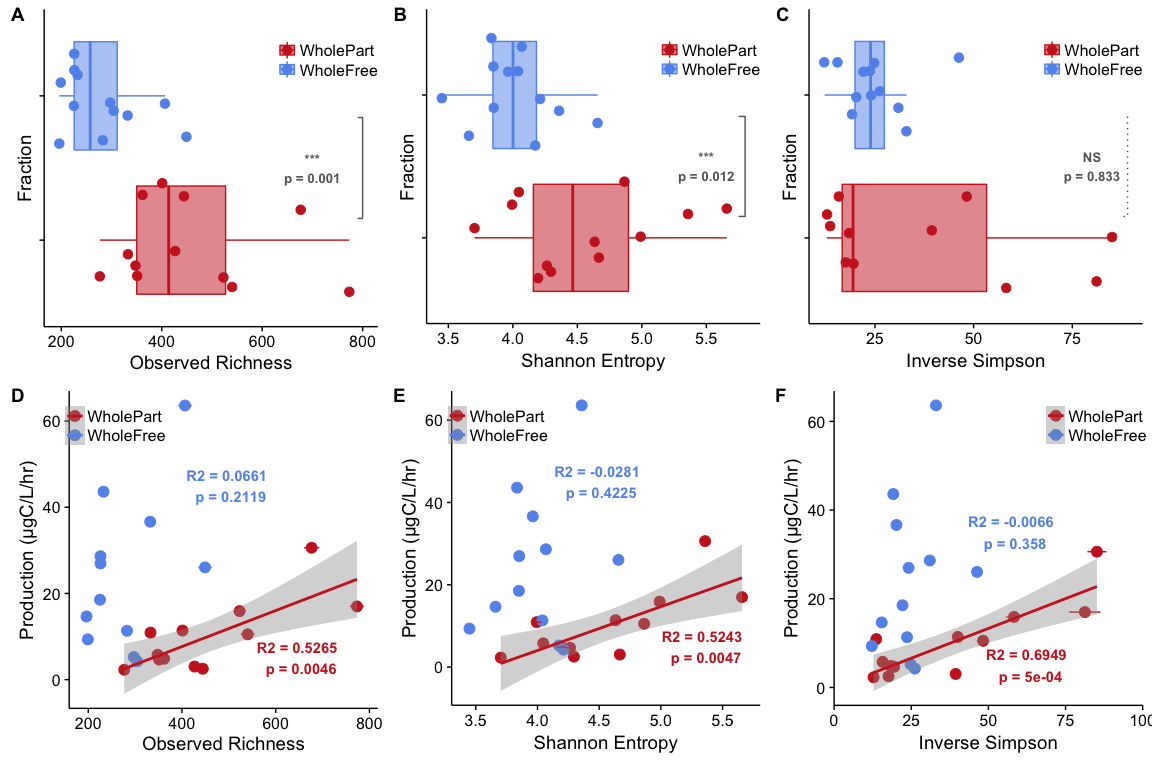 A
WholePart
WholeFree
Fraction
***
p = 0.001
200
400
600
800
Observed Richness
B
WholePart
WholeFree
Fraction
***
p = 0.012
3.5
4.0
4.5
5.0
5.5
Shannon Entropy
C
WholePart
WholeFree
Fraction
NS
p = 0.833
25
50
75
Inverse Simpson
D
WholePart
WholeFree
Production (µgC/L/hr)
60
40
20
0
R2 = 0.0661
p = 0.2119
R2 = 0.5265
p = 0.0046
200
400
600
800
Observed Richness
E
WholePart
WholeFree
Production (µgC/L/hr)
60
40
20
0
R2 = -0.0281
p = 0.4225
R2 = 0.5243
p = 0.0047
3.5
4.0
4.5
5.0
5.5
Shannon Entropy
F
WholePart
WholeFree
Production (µgC/L/hr)
60
40
20
0
R2 = -0.0066
p = 0.358
R2 = 0.6949
p = 5e-04
0
25
50
75
100
Inverse Simpson